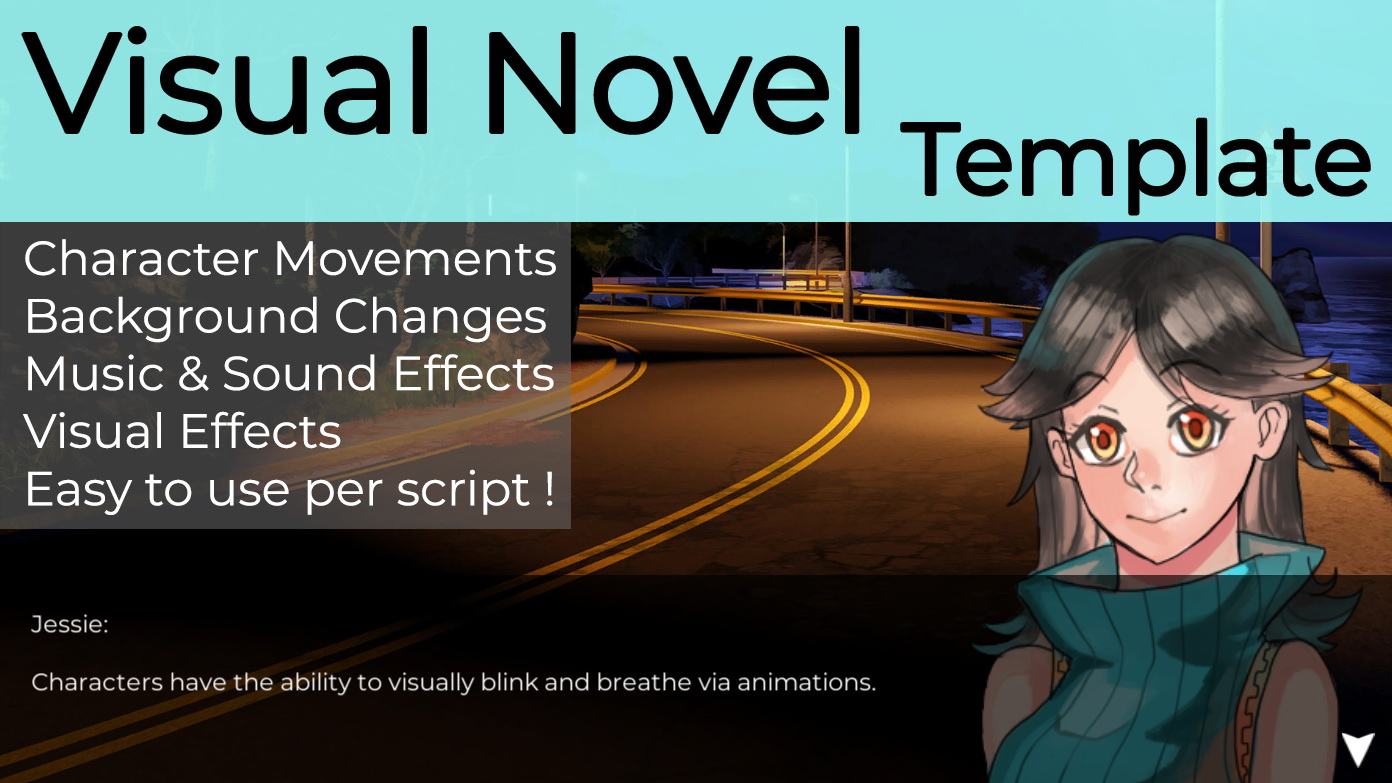 Visual Novel
Template
Character Movements
Background Changes
Music & Sound Effects
Visual Effects
Easy to use per script !
Jessie:
Characters have the ability to visually blink and breathe via animations.